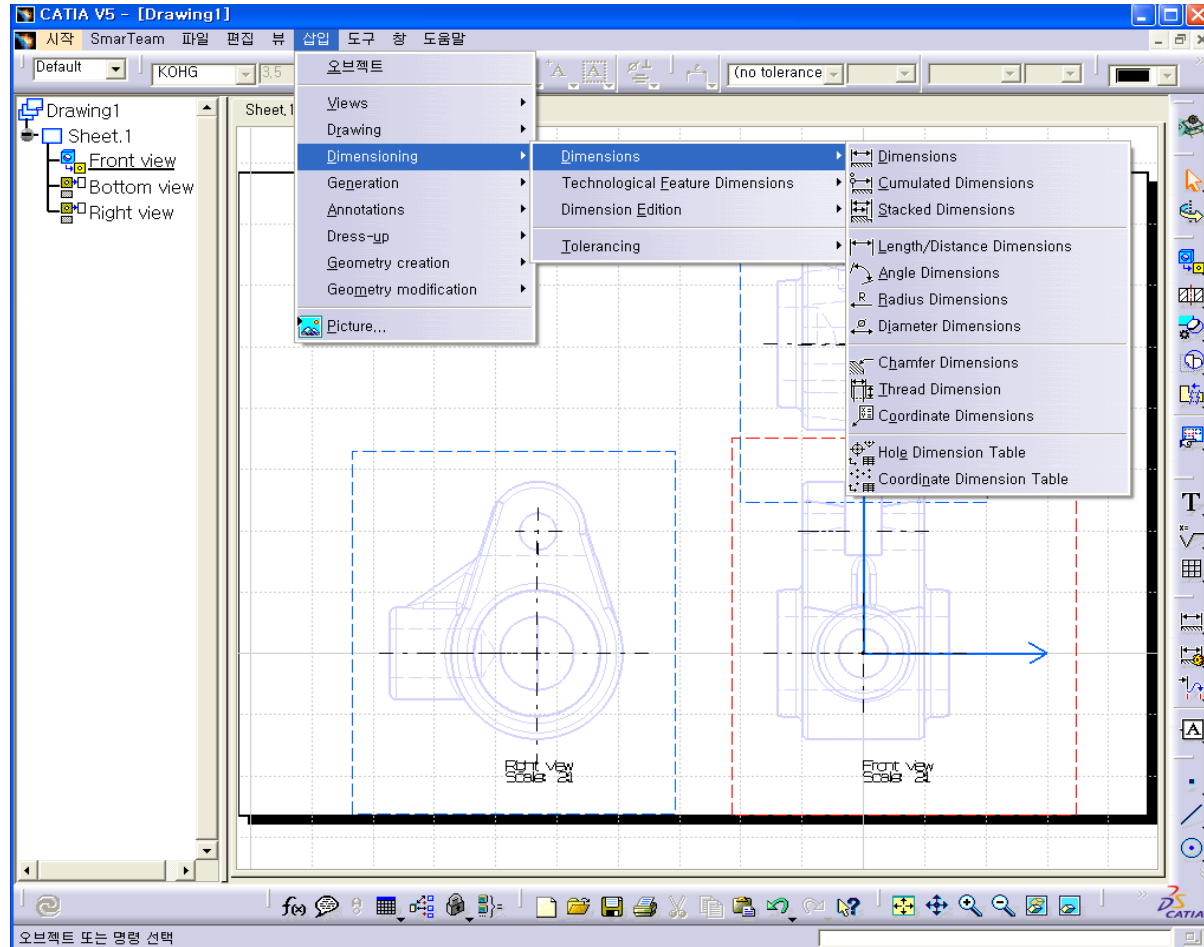 CATIA V5 - [Drawing1]
시작 SmarTeam 파일 편집 뷰 삽입 도구 창 도움말
Default KOHG 3,5 (no tolerance
Drawing1
Sheet.1
Front view
Bottom view
Right view
Sheet.1
오브젝트
Views
Drawing
Dimensioning
Generation
Annotations
Dress-up
Geometry creation
Geometry modification
Picture...
Dimensions
Technological Feature Dimensions
Dimension Edition
Tolerancing
Dimensions
Cumulated Dimensions
Stacked Dimensions
Length/Distance Dimensions
Angle Dimensions
Radius Dimensions
Diameter Dimensions
Chamfer Dimensions
Thread Dimension
Coordinate Dimensions
Hole Dimension Table
Coordinate Dimension Table
Right view
Scale: 2:1
Front view
Scale: 2:1
CATIA
오브젝트 또는 명령 선택